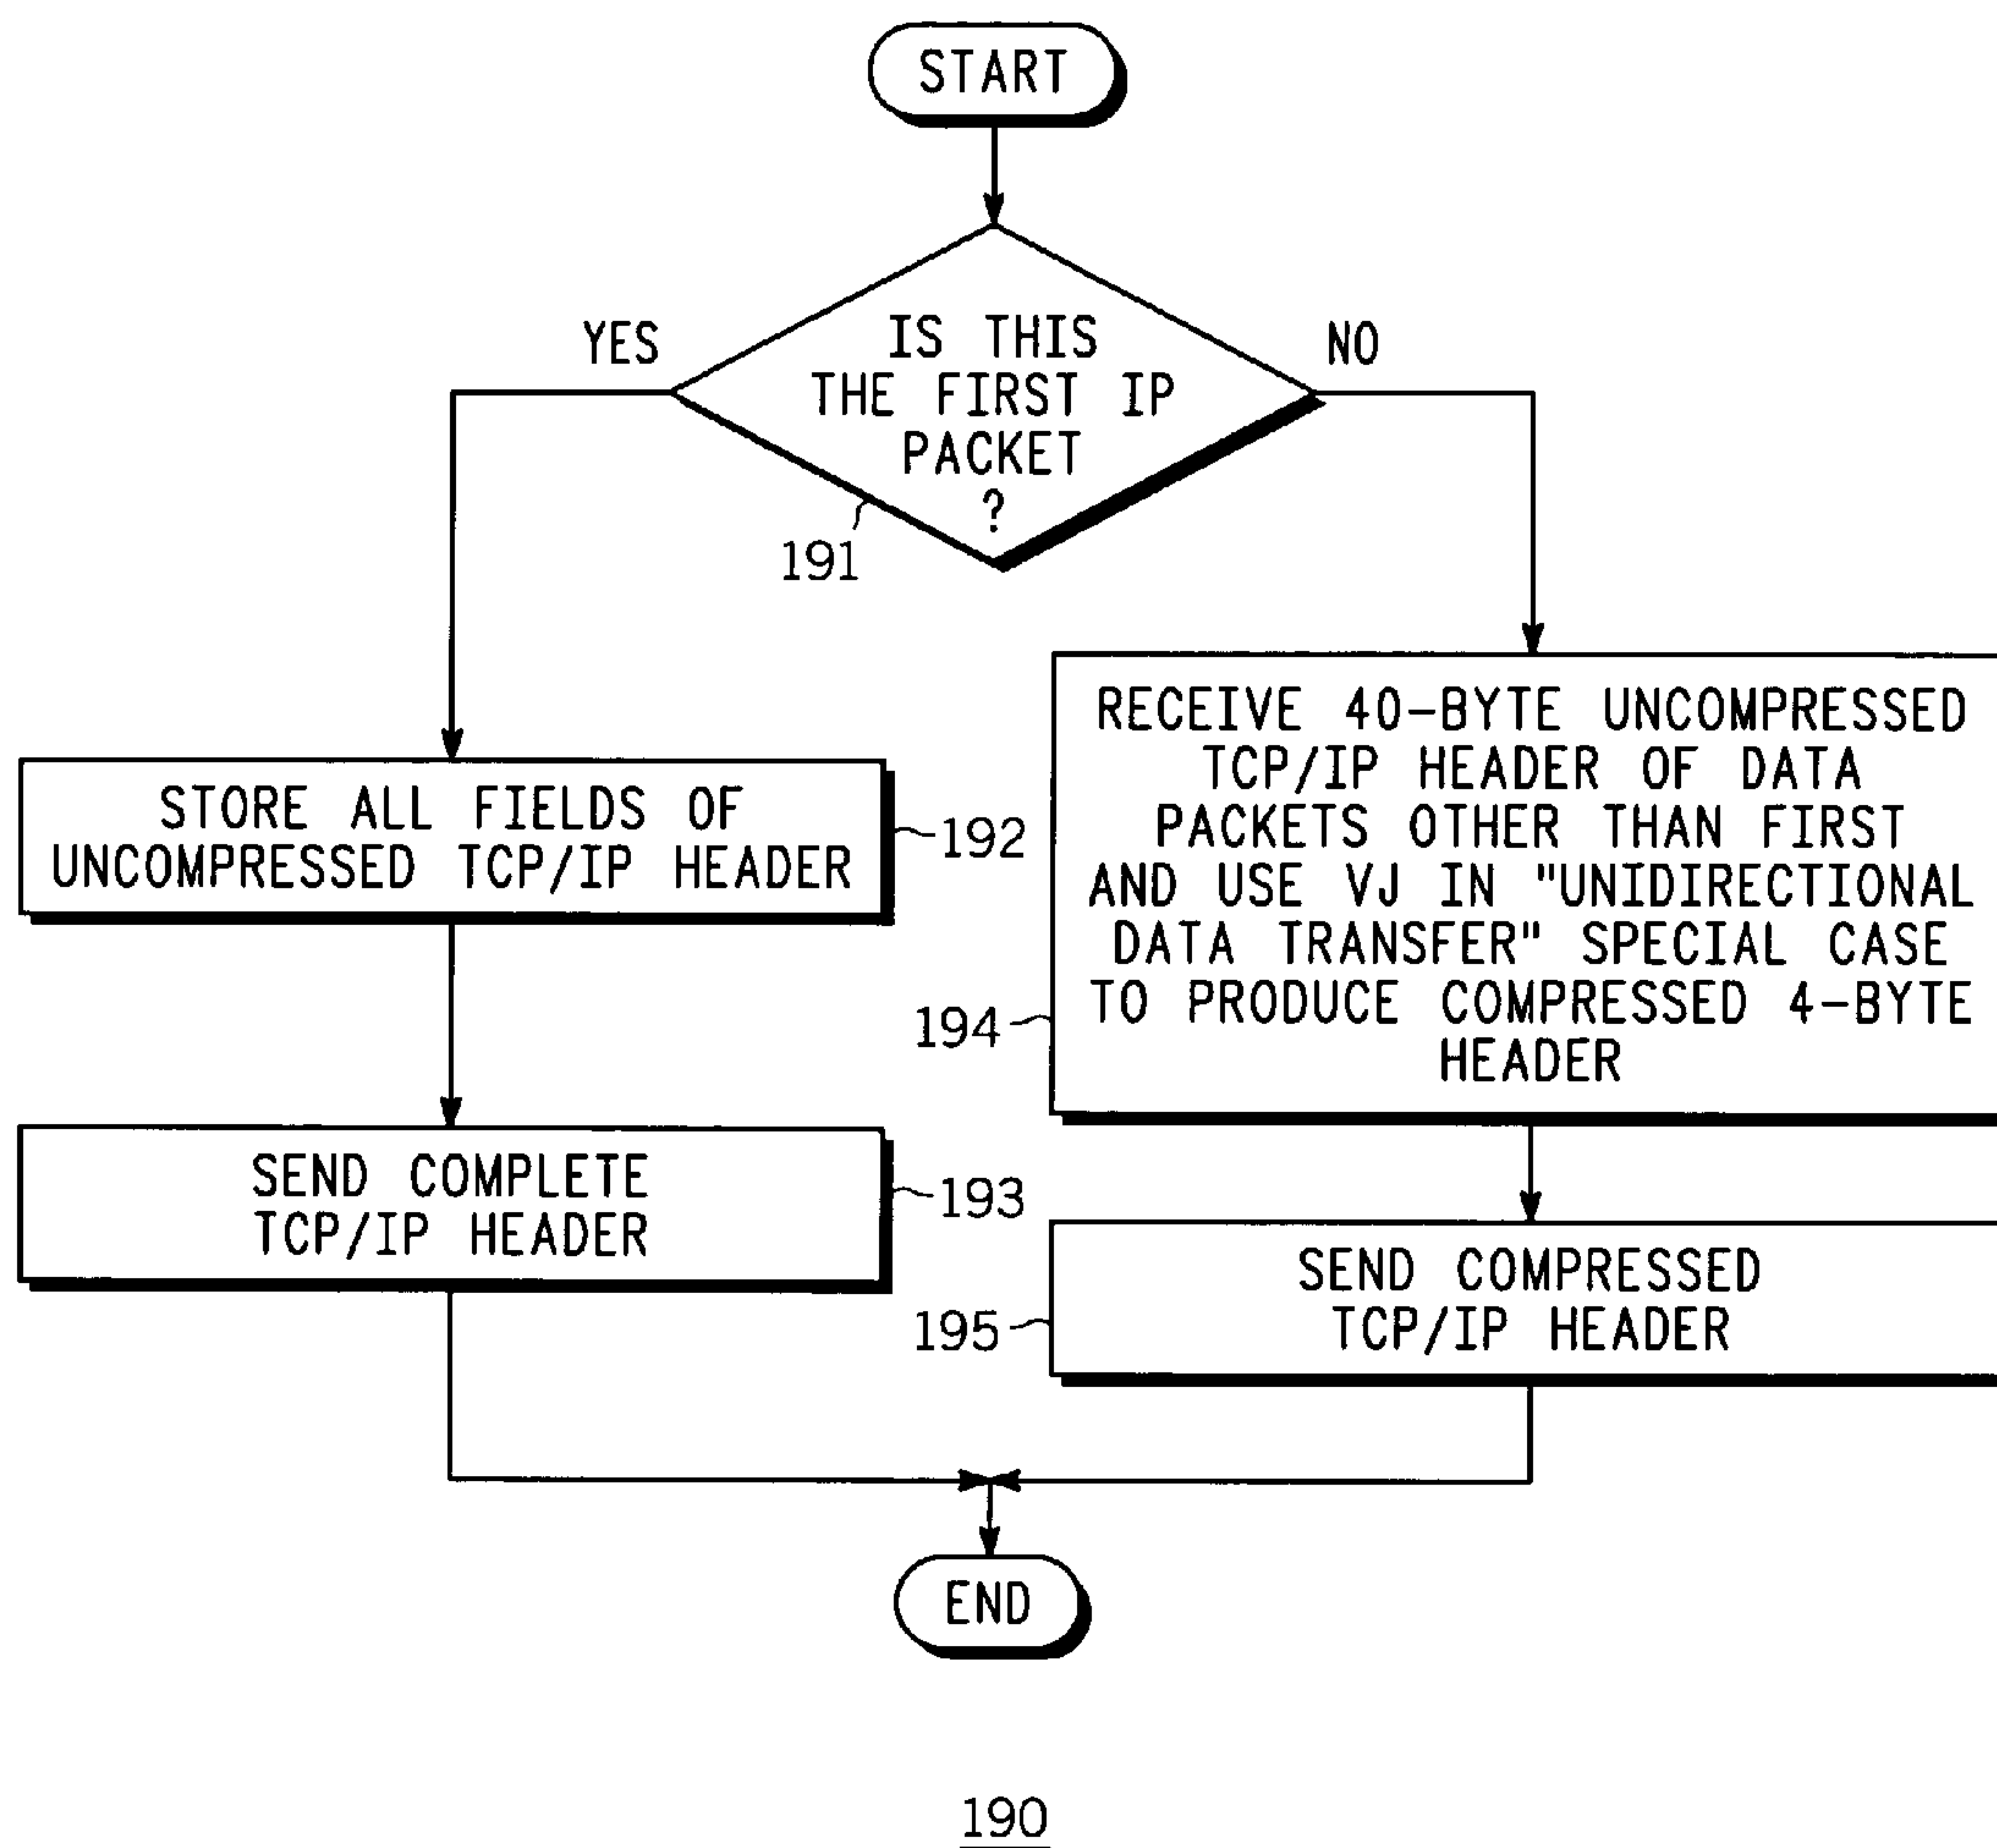 START
IS THIS
THE FIRST IP
PACKET
?
YES
NO
191
STORE ALL FIELDS OF
UNCOMPRESSED TCP/IP HEADER
192
SEND COMPLETE
TCP/IP HEADER
193
RECEIVE 40-BYTE UNCOMPRESSED
TCP/IP HEADER OF DATA
PACKETS OTHER THAN FIRST
AND USE VJ IN "UNIDIRECTIONAL
DATA TRANSFER" SPECIAL CASE
TO PRODUCE COMPRESSED 4-BYTE
HEADER
194
SEND COMPRESSED
TCP/IP HEADER
195
END
190